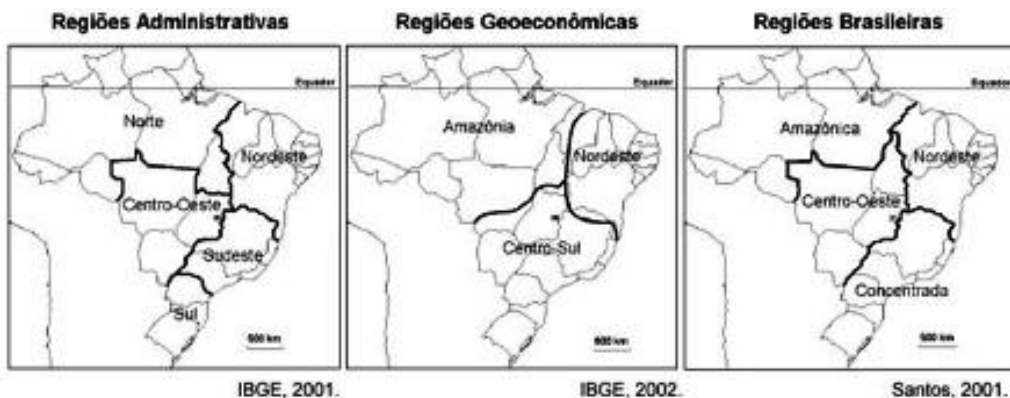 Regiões Administrativas
Equador
Norte
Nordeste
Centro-Oeste
Sudeste
Sul
500 km
IBGE, 2001.
Regiões Geoeconômicas
Equador
Amazônia
Nordeste
Centro-Sul
500 km
IBGE, 2002.
Regiões Brasileiras
Equador
Amazônica
Nordeste
Centro-Oeste
Concentrada
500 km
Santos, 2001.